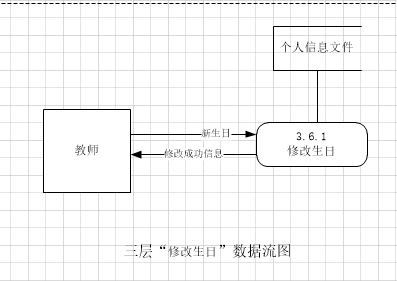 个人信息文件
新生日
3.6.1
修改生日
教师
修改成功信息
三层“修改生日”数据流图